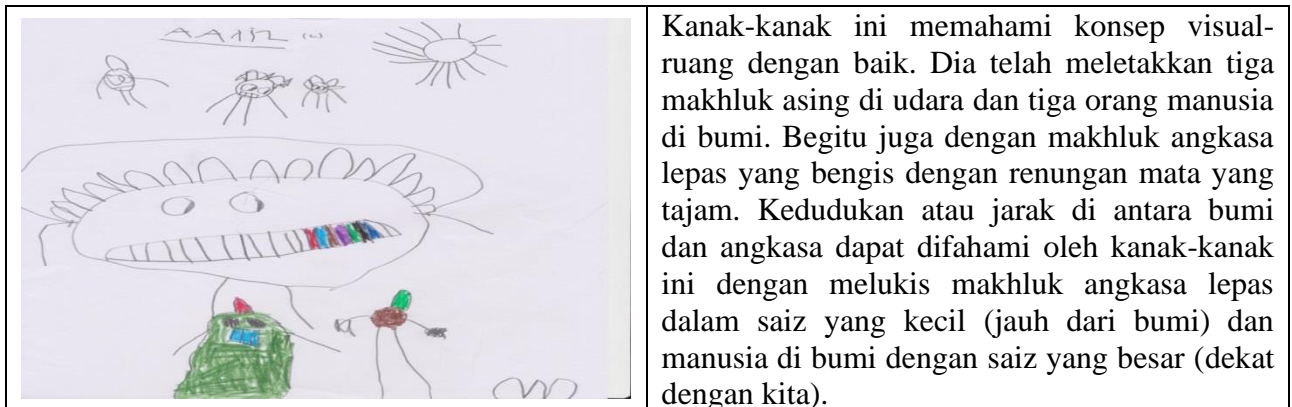 AAIL (6)
Kanak-kanak ini memahami konsep visual-
ruang dengan baik. Dia telah meletakkan tiga
makhluk asing di udara dan tiga orang manusia
di bumi. Begitu juga dengan makhluk angkasa
lepas yang bengis dengan renungan mata yang
tajam. Kedudukan atau jarak di antara bumi
dan angkasa dapat difahami oleh kanak-kanak
ini dengan melukis makhluk angkasa lepas
dalam saiz yang kecil (jauh dari bumi) dan
manusia di bumi dengan saiz yang besar (dekat
dengan kita).